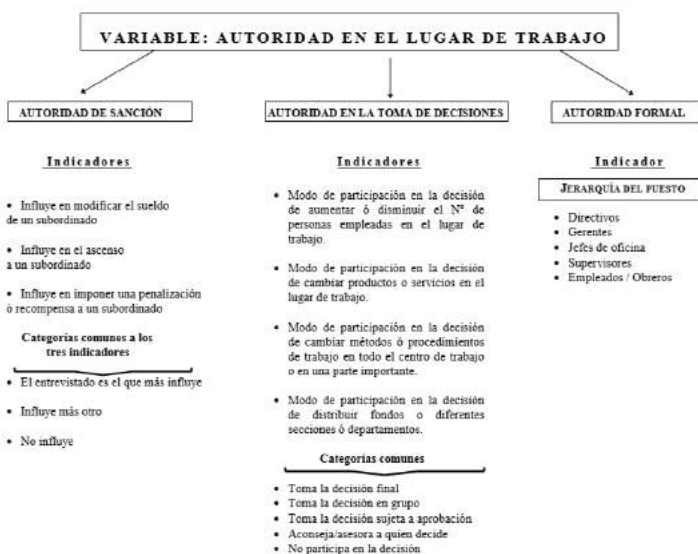 VARIABLE: AUTORIDAD EN EL LUGAR DE TRABAJO
AUTORIDAD DE SANCIÓN
Indicadores
• Influye en modificar el sueldo
de un subordinado
• Influye en el ascenso
a un subordinado
• Influye en imponer una penalización
ò recompensa a un subordinado
Categorías comunes a los
tres indicadores
• El entrevistado es el que más influye
• Influye más otro
• No influye
AUTORIDAD EN LA TOMA DE DECISIONES
Indicadores
• Modo de participación en la decisión
de aumentar ó disminuir el Nº de
personas empleadas en el lugar de
trabajo.
• Modo de participación en la decisión
de cambiar productos o servicios en el
lugar de trabajo.
• Modo de participación en la decisión
de cambiar métodos ó procedimientos
de trabajo en todo el centro de trabajo
o en una parte importante.
• Modo de participación en la decisión
de distribuir fondos o diferentes
secciones ò departamentos.
Categorías comunes
• Toma la decisión final
• Toma la decisión en grupo
• Toma la decisión sujeta a aprobación
• Aconseja/asesora a quien decide
• No participa en la decisión
AUTORIDAD FORMAL
Indicador
JERARQUÍA DEL PUESTO
• Directivos
• Gerentes
• Jefes de oficina
• Supervisores
• Empleados / Obreros